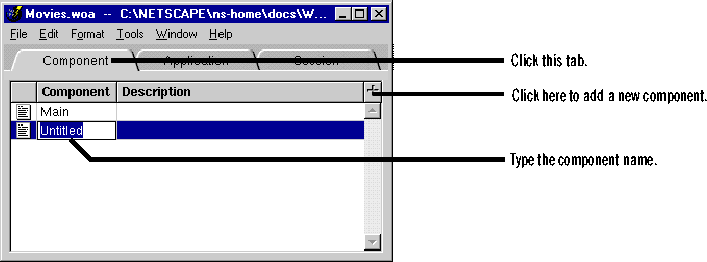 Movies.woa -- C:\NETSCAPE\ns-home\docs\W...
File Edit Format Tools Window Help
Component Application Session
Click this tab.
Component Description
Click here to add a new component.
Main
Untitled
Type the component name.